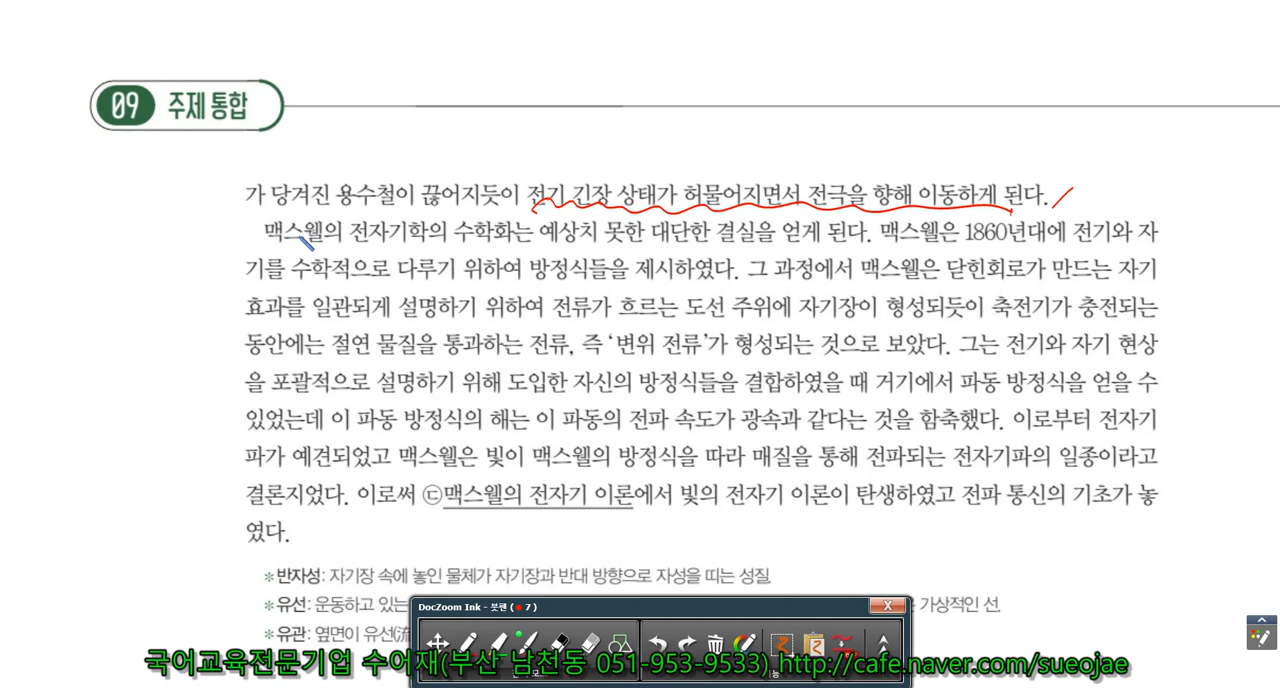 09 주제 통합
가 당겨진 용수철이 끊어지듯이 전기 긴장 상태가 허물어지면서 전극을 향해 이동하게 된다.
맥스웰의 전자기학의 수학화는 예상치 못한 대단한 결실을 얻게 된다. 맥스웰은 1860년대에 전기와 자
기를 수학적으로 다루기 위하여 방정식들을 제시하였다. 그 과정에서 맥스웰은 닫힌회로가 만드는 자기
효과를 일관되게 설명하기 위하여 전류가 흐르는 도선 주위에 자기장이 형성되듯이 축전기가 충전되는
동안에는 절연 물질을 통과하는 전류, 즉 ‘변위 전류’가 형성되는 것으로 보았다. 그는 전기와 자기 현상
을 포괄적으로 설명하기 위해 도입한 자신의 방정식들을 결합하였을 때 거기에서 파동 방정식을 얻을 수
있었는데 이 파동 방정식의 해는 이 파동의 전파 속도가 광속과 같다는 것을 함축했다. 이로부터 전자기
파가 예견되었고 맥스웰은 빛이 맥스웰의 방정식을 따라 매질을 통해 전파되는 전자기파의 일종이라고
결론지었다. 이로써 ㉢맥스웰의 전자기 이론에서 빛의 전자기 이론이 탄생하였고 전파 통신의 기초가 놓
였다.
*반자성: 자기장 속에 놓인 물체가 자기장과 반대 방향으로 자성을 띠는 성질.
*유선: 운동하고 있는 가상적인 선.
*유관: 옆면이 유선(流
DocZoom Ink - 붓펜 ( 7 )
국어교육전문기업 수어재(부산 남천동 051-953-9533) http://cafe.naver.com/sueojae